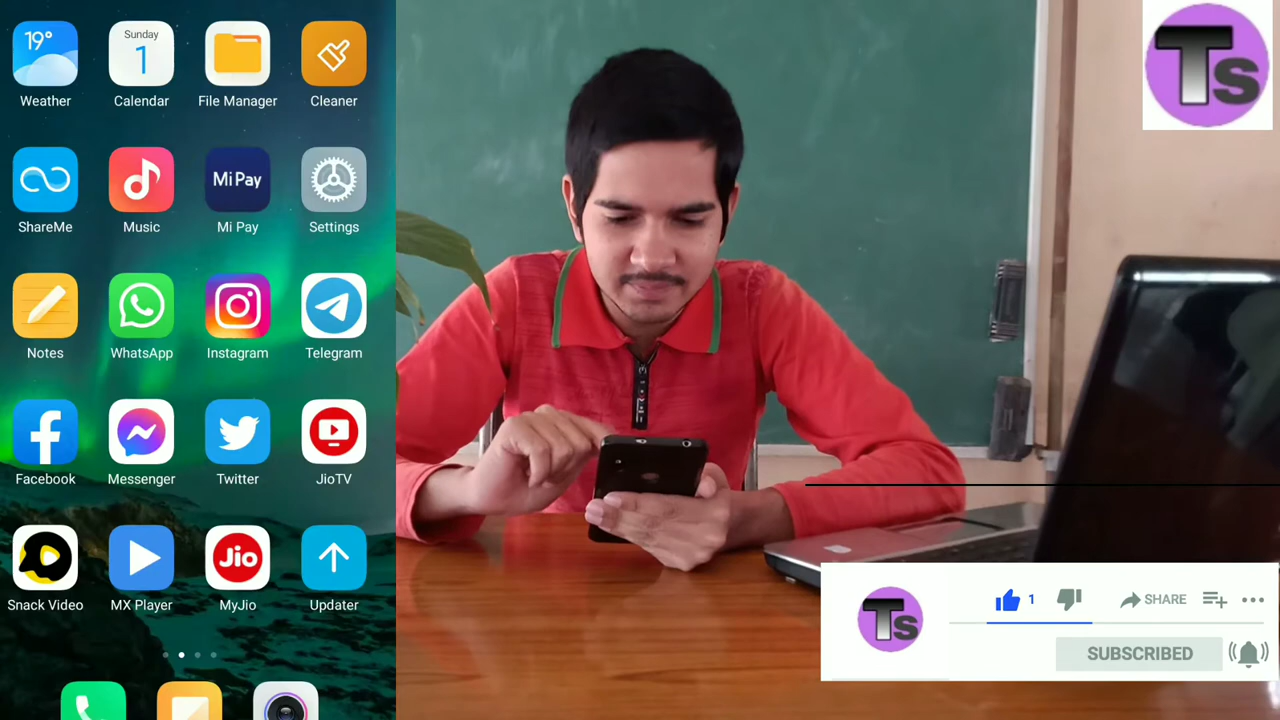 19°
Weather
Sunday
1
Calendar
File Manager
Cleaner
ShareMe
Music
Mi Pay
Mi Pay
Settings
Notes
WhatsApp
Instagram
Telegram
Facebook
Messenger
Twitter
JioTV
Snack Video
MX Player
Jio
MyJio
Updater
Ts
Ts
1
SHARE
SUBSCRIBED